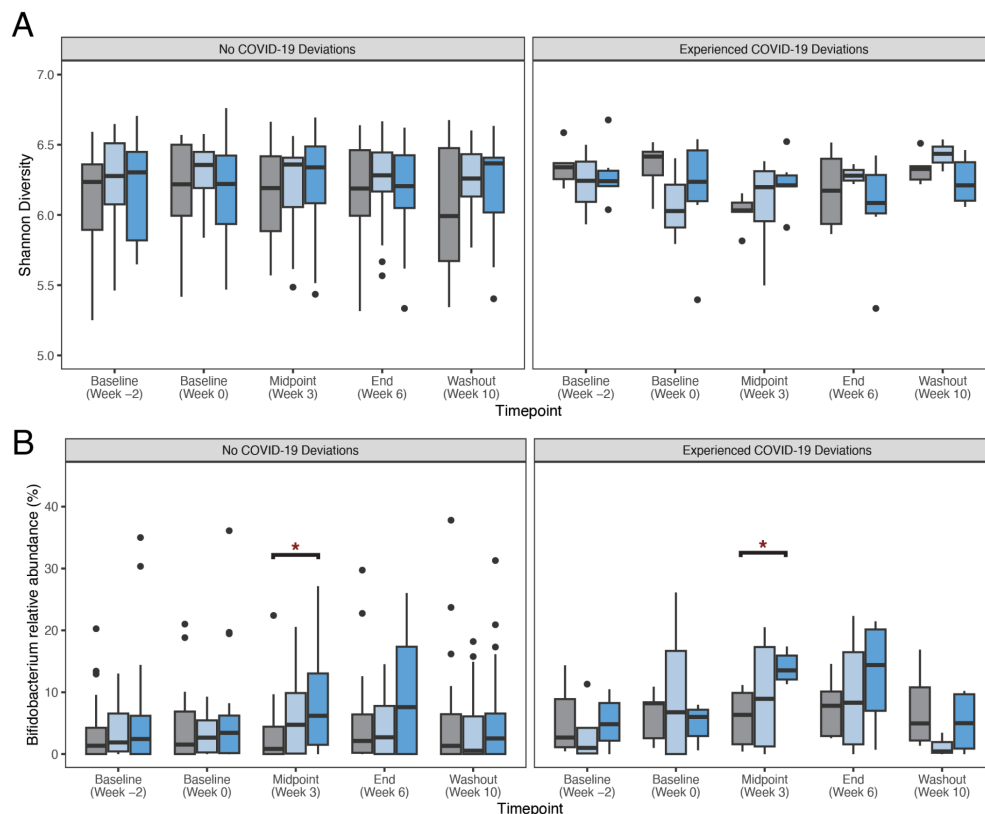 A
No COVID-19 Deviations
Experienced COVID-19 Deviations
Shannon Diversity
7.0
6.5
6.0
5.5
5.0
Baseline
(Week −2)
Baseline
(Week 0)
Midpoint
(Week 3)
End
(Week 6)
Washout
(Week 10)
Baseline
(Week −2)
Baseline
(Week 0)
Midpoint
(Week 3)
End
(Week 6)
Washout
(Week 10)
Timepoint
B
No COVID-19 Deviations
Experienced COVID-19 Deviations
Bifidobacterium relative abundance (%)
40
30
20
10
0
*
*
Baseline
(Week −2)
Baseline
(Week 0)
Midpoint
(Week 3)
End
(Week 6)
Washout
(Week 10)
Baseline
(Week −2)
Baseline
(Week 0)
Midpoint
(Week 3)
End
(Week 6)
Washout
(Week 10)
Timepoint